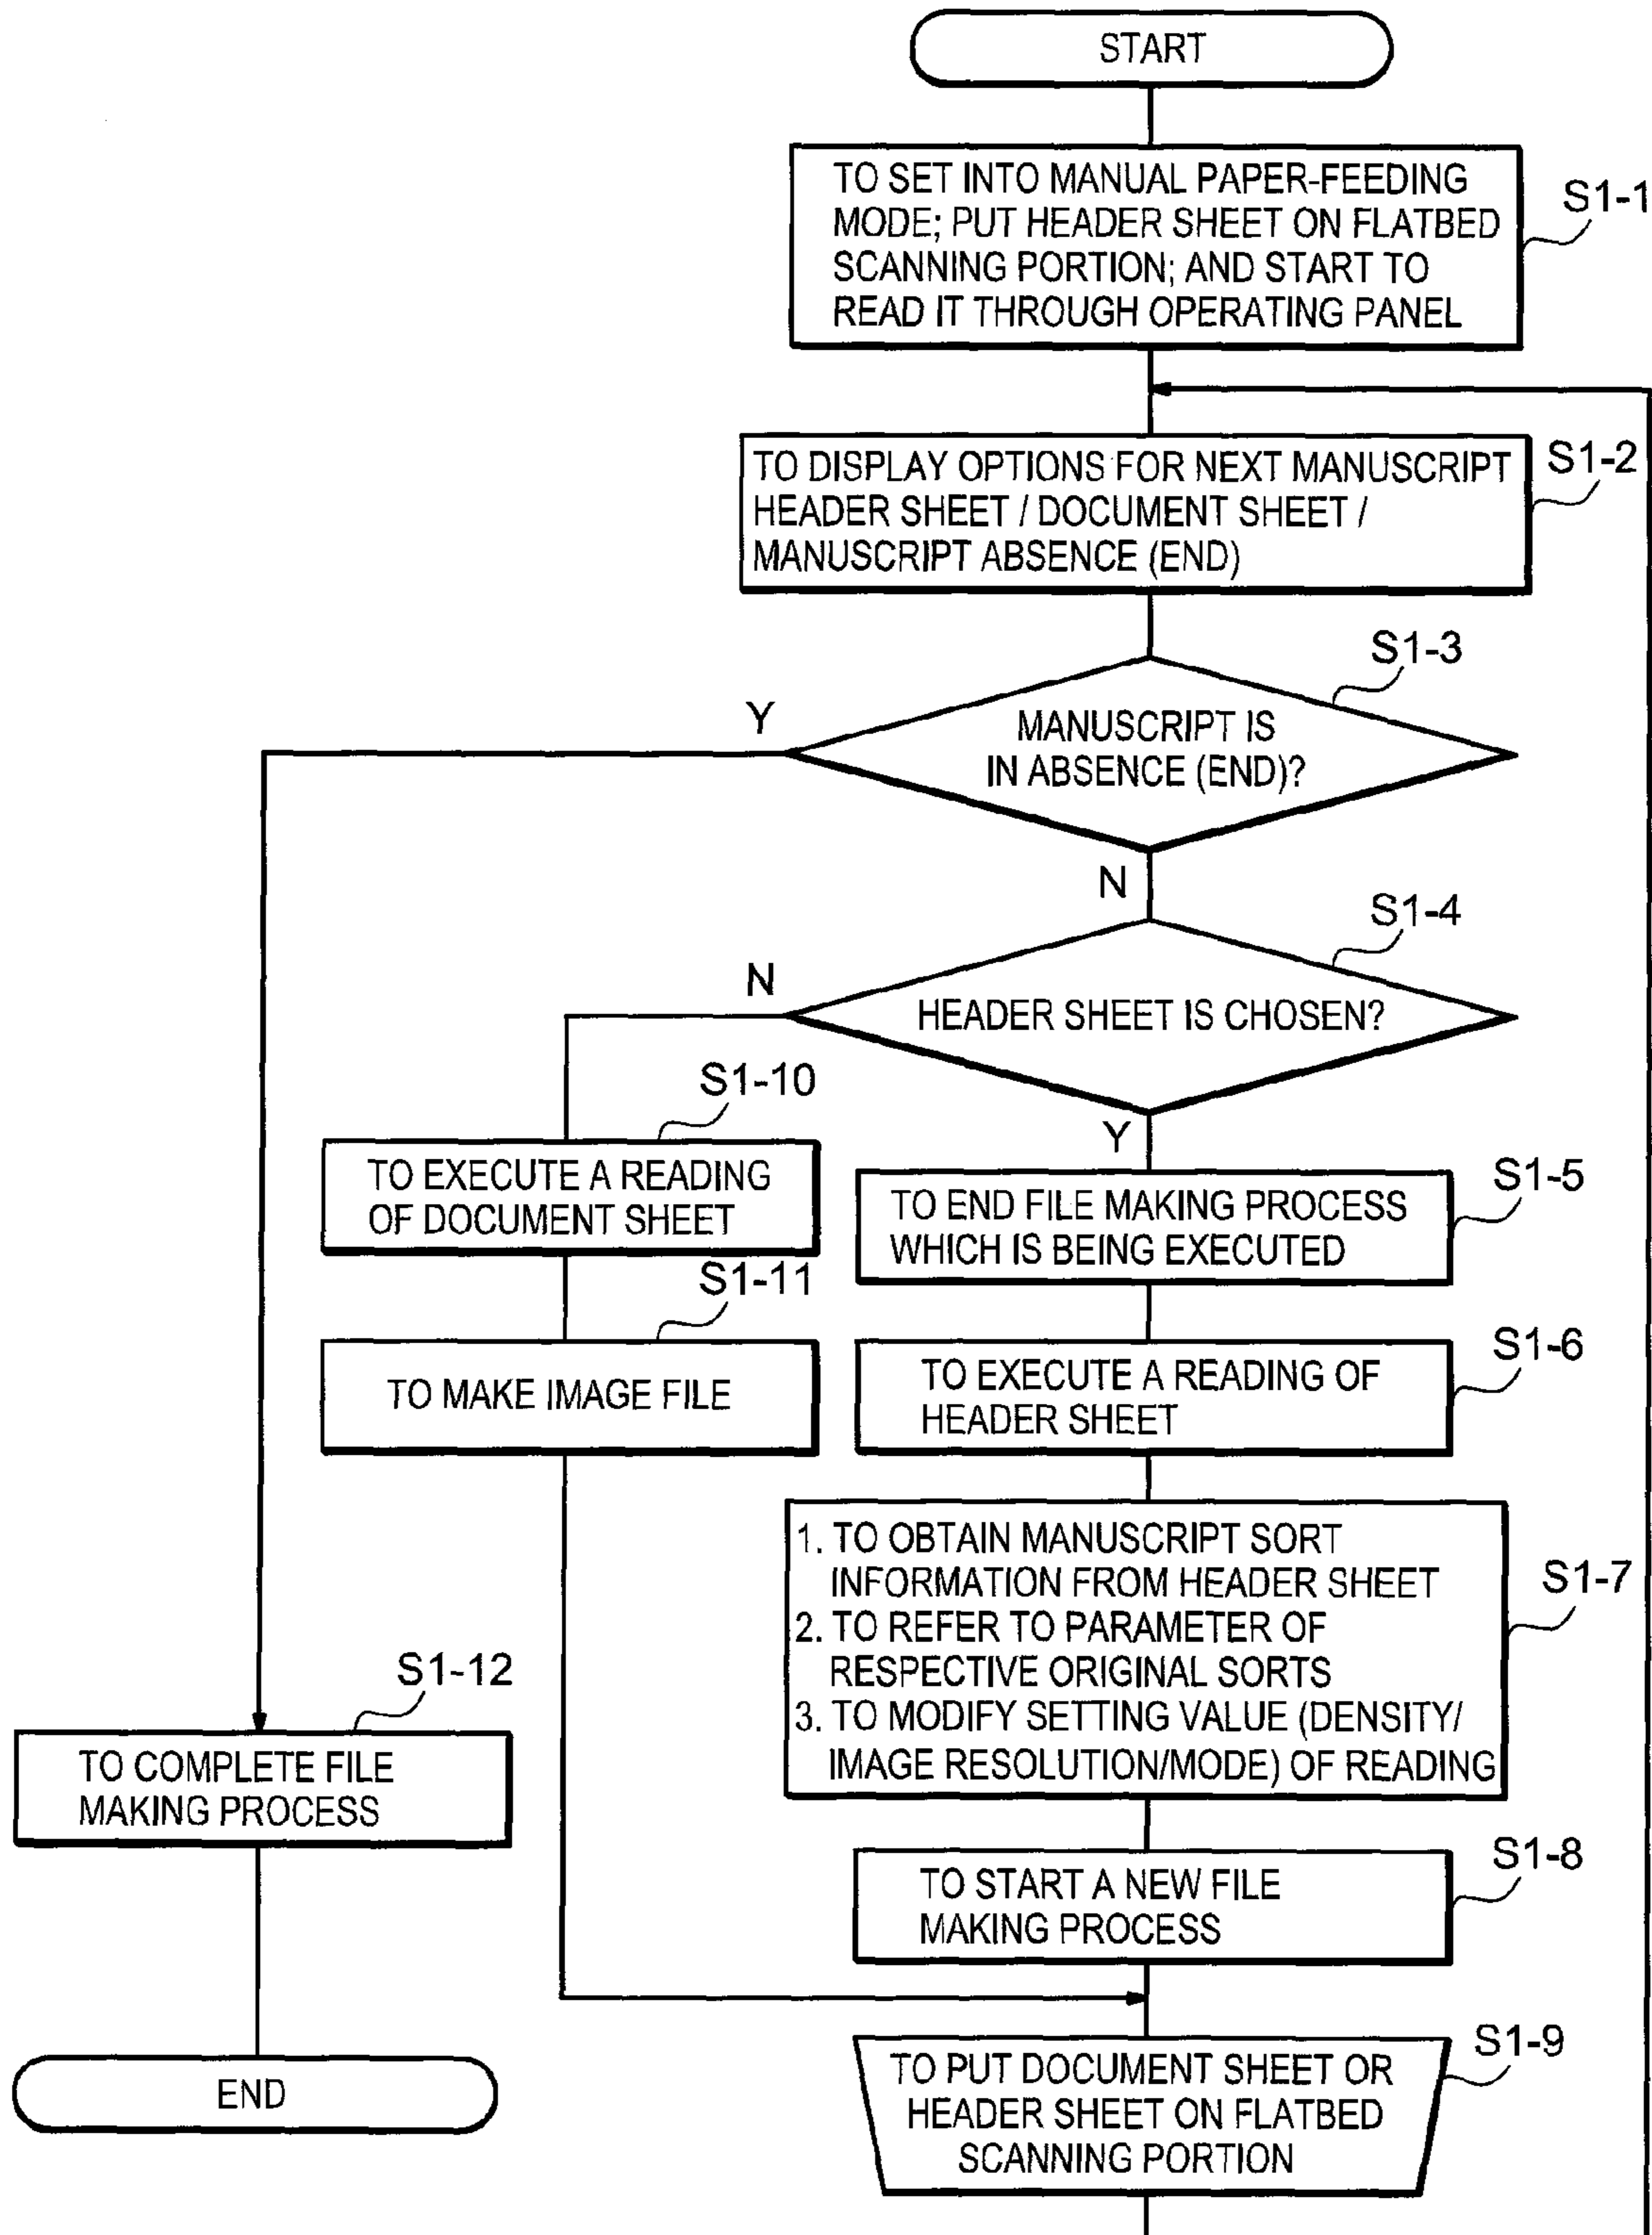 START
TO SET INTO MANUAL PAPER-FEEDING
MODE; PUT HEADER SHEET ON FLATBED
SCANNING PORTION; AND START TO
READ IT THROUGH OPERATING PANEL
S1-1
TO DISPLAY OPTIONS FOR NEXT MANUSCRIPT
HEADER SHEET / DOCUMENT SHEET /
MANUSCRIPT ABSENCE (END)
S1-2
S1-3
Y
MANUSCRIPT IS
IN ABSENCE (END)?
N
S1-4
N
HEADER SHEET IS CHOSEN?
Y
S1-10
TO EXECUTE A READING
OF DOCUMENT SHEET
S1-5
TO END FILE MAKING PROCESS
WHICH IS BEING EXECUTED
S1-11
TO MAKE IMAGE FILE
S1-6
TO EXECUTE A READING OF
HEADER SHEET
1. TO OBTAIN MANUSCRIPT SORT
INFORMATION FROM HEADER SHEET
2. TO REFER TO PARAMETER OF
RESPECTIVE ORIGINAL SORTS
3. TO MODIFY SETTING VALUE (DENSITY/
IMAGE RESOLUTION/MODE) OF READING
S1-7
S1-12
TO COMPLETE FILE
MAKING PROCESS
S1-8
TO START A NEW FILE
MAKING PROCESS
S1-9
TO PUT DOCUMENT SHEET OR
HEADER SHEET ON FLATBED
SCANNING PORTION
END